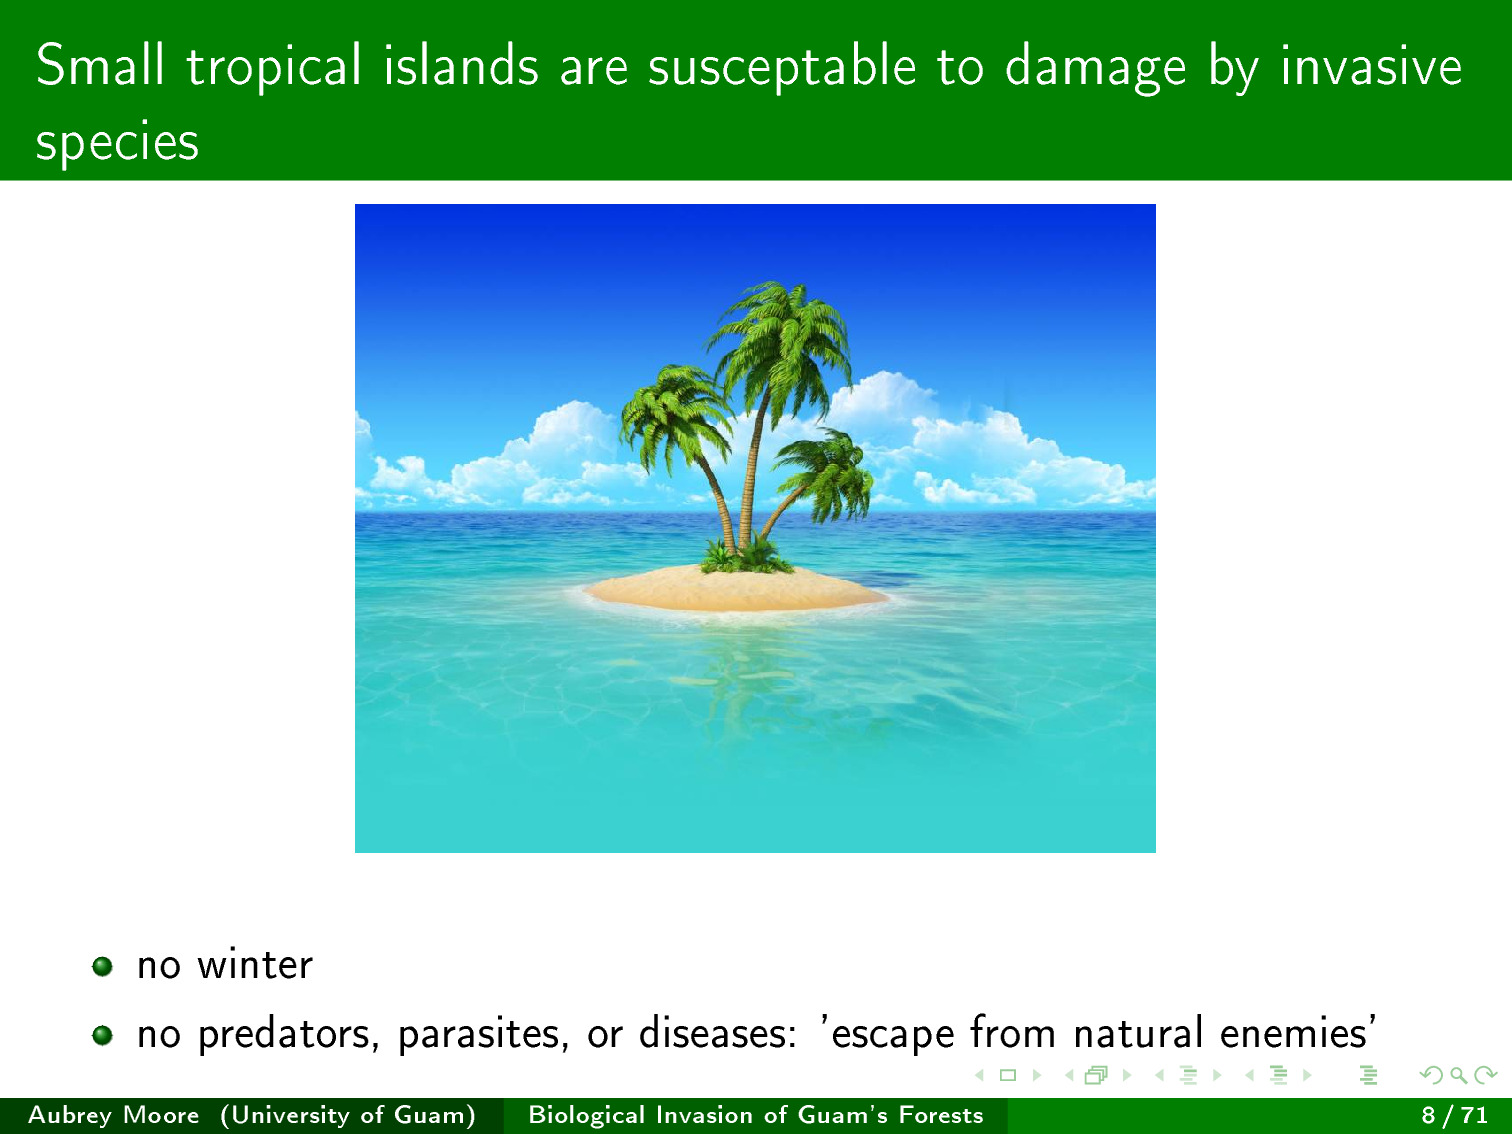 Small tropical islands are susceptable to damage by invasive
species
no winter
no predators, parasites, or diseases: 'escape from natural enemies'
Aubrey Moore (University of Guam) Biological Invasion of Guam's Forests 8 / 71